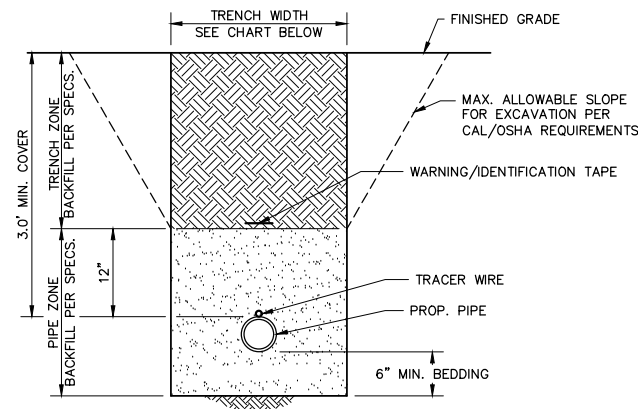 TRENCH WIDTH
SEE CHART BELOW
FINISHED GRADE
MAX. ALLOWABLE SLOPE
FOR EXCAVATION PER
CAL/OSHA REQUIREMENTS
WARNING/IDENTIFICATION TAPE
TRACER WIRE
PROP. PIPE
6" MIN. BEDDING
3.0' MIN. COVER
TRENCH ZONE
BACKFILL PER SPECS.
12"
PIPE ZONE
BACKFILL PER SPECS.